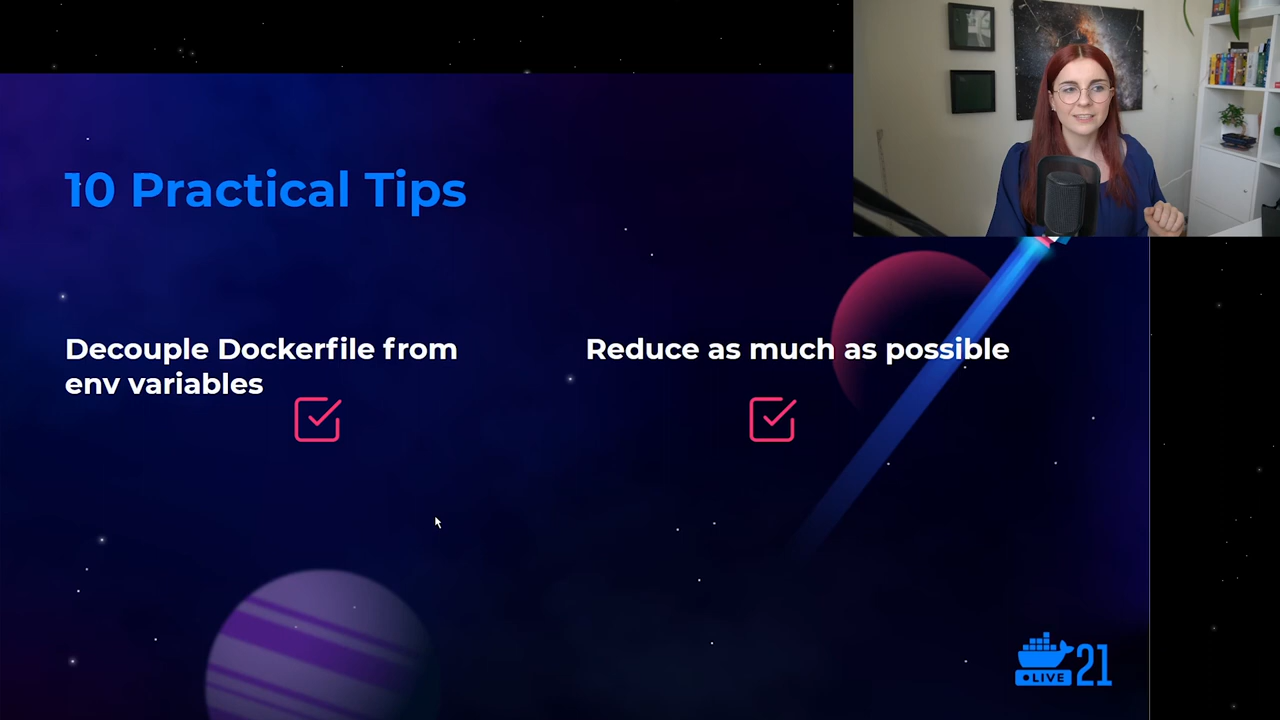 10 Practical Tips
Decouple Dockerfile from
env variables
Reduce as much as possible
LIVE 21